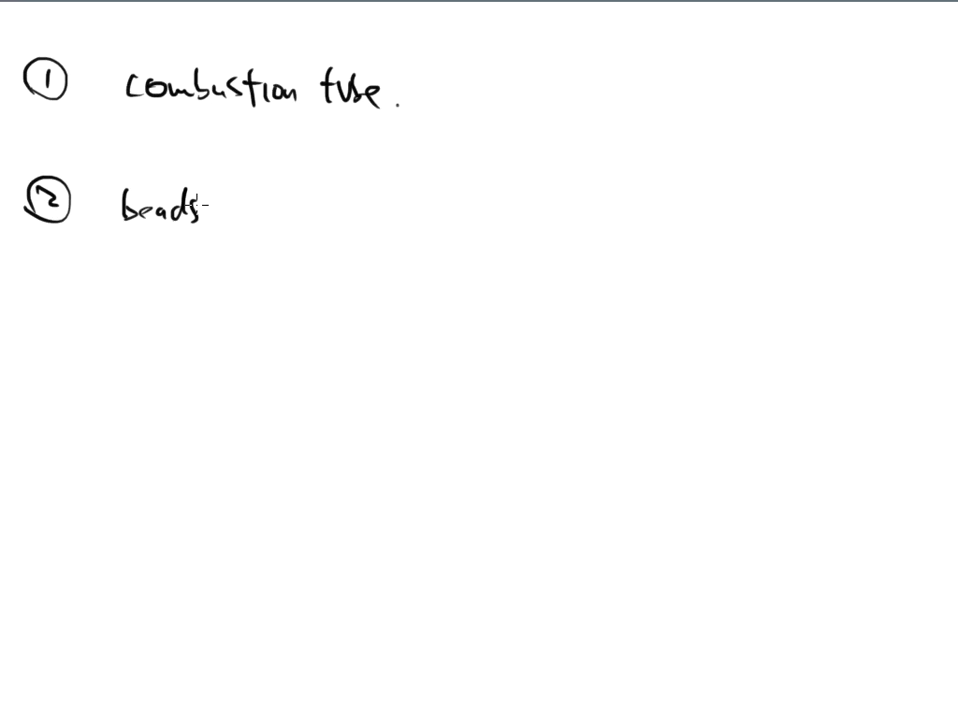 ① combustion tube.
② beads